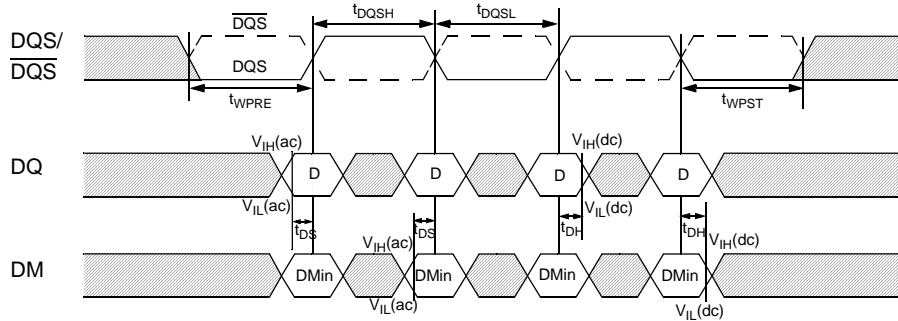 DQS
tDQSH
tDQSL
DQS/
DQS
DQS
tWPRE
tWPST
VIH(ac)
VIH(dc)
DQ
D
D
D
D
VIL(ac)
VIL(dc)
tDS
tDS
tDH
tDH
VIH(ac)
VIH(dc)
DM
DMin
DMin
DMin
DMin
VIL(ac)
VIL(dc)